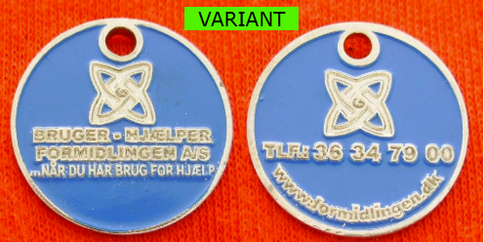 VARIANT
BRUGER - HJÆLPER
FORMIDLINGEN A/S
...NÅR DU HAR BRUG FOR HJÆLP
TLF.: 36 34 79 00
www.formidlingen.dk